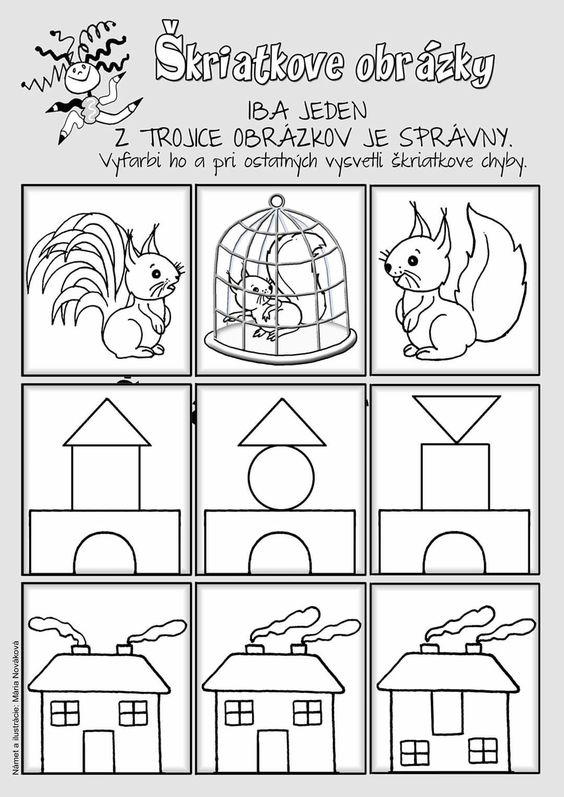 Škriatkove obrázky
IBA JEDEN
Z TROJICE OBRÁZKOV JE SPRÁVNY.
Vyfarbi ho a pri ostatných vysvetli škriatkove chyby.
Námet a ilustrácie: Mária Nováková